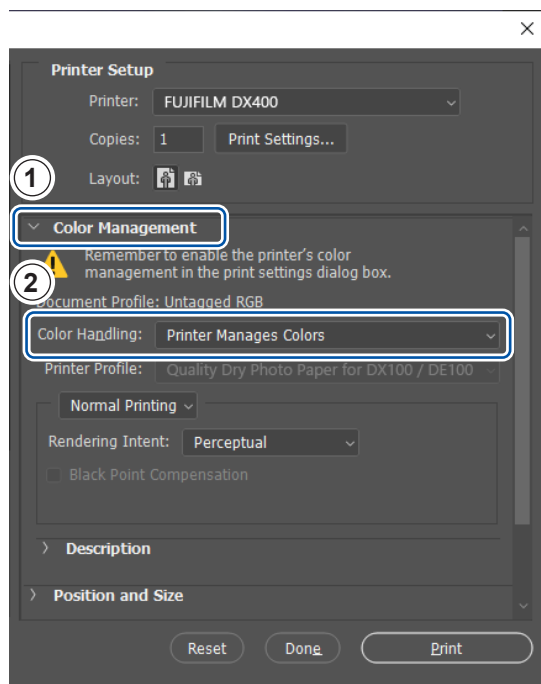 Printer Setup
Printer: FUJIFILM DX400
Copies: 1 Print Settings...
1
Layout:
Color Management
Remember to enable the printer's color
management in the print settings dialog box.
2
Document Profile: Untagged RGB
Color Handling: Printer Manages Colors
Printer Profile: Quality Dry Photo Paper for DX100 / DE100
Normal Printing
Rendering Intent: Perceptual
Black Point Compensation
Description
Position and Size
Reset Done Print